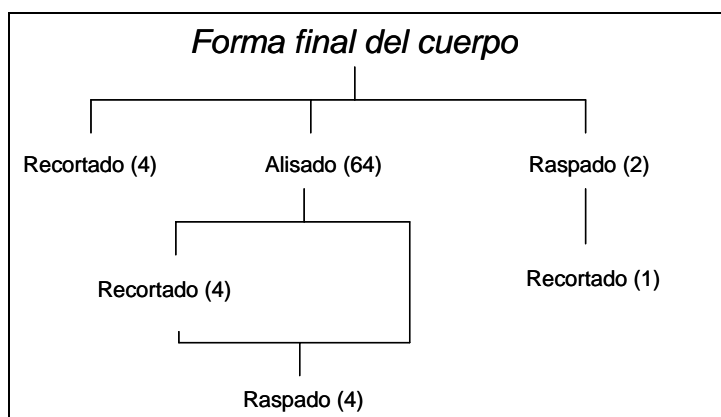 Forma final del cuerpo
Recortado (4)
Alisado (64)
Raspado (2)
Recortado (4)
Recortado (1)
Raspado (4)